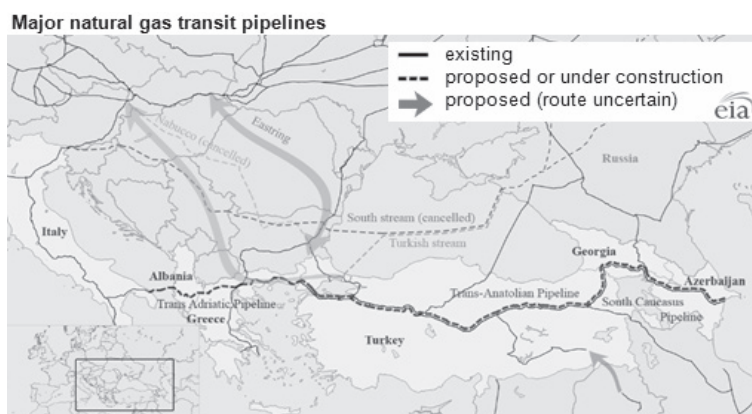 Major natural gas transit pipelines
existing
proposed or under construction
proposed (route uncertain)
eia
Nabucco (cancelled)
Eastring
Russia
South stream (cancelled)
Turkish stream
Italy
Georgia
Albania
Azerbaijan
Trans-Anatolian Pipeline
Trans Adriatic Pipeline
South Caucasus
Pipeline
Greece
Turkey